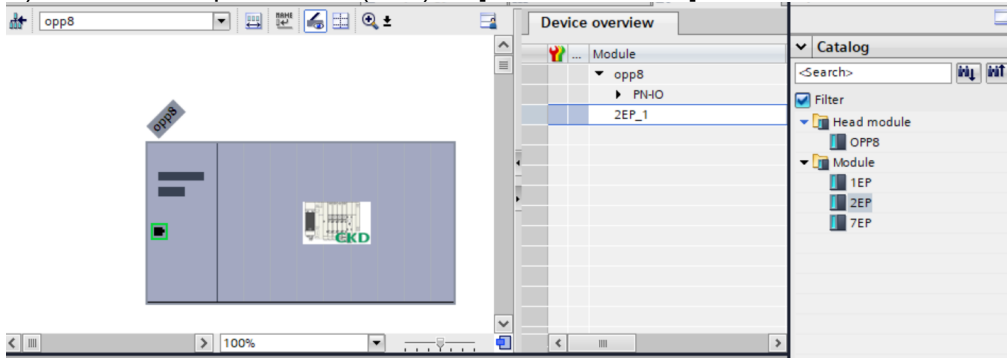 opp8
Device overview
... Module
opp8
PN-IO
2EP_1
opp8
CKD
100%
Catalog
<Search>
Filter
Head module
OPP8
Module
1EP
2EP
7EP